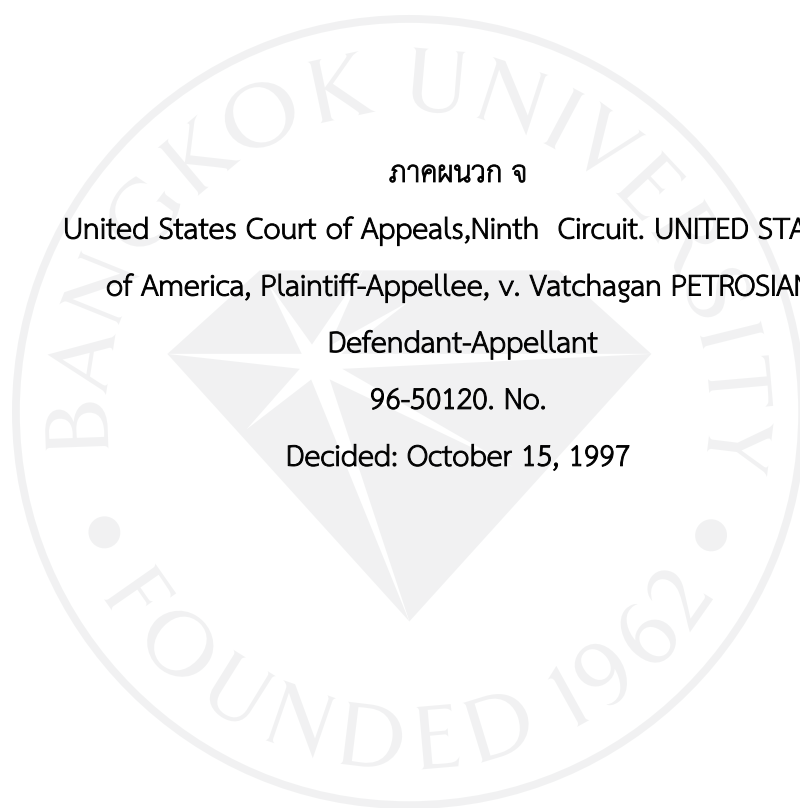 ภาคผนวก จ
United States Court of Appeals,Ninth  Circuit. UNITED STA
of America, Plaintiff-Appellee, v. Vatchagan PETROSIAN
Defendant-Appellant
96-50120. No.
Decided: October 15, 1997
BANGKOK UNIVERSITY
• FOUNDED 1962 •